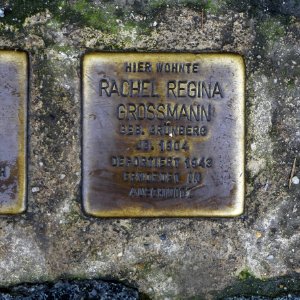 HIER WOHNTE
RACHEL REGINA
GROSSMANN
GEB. GRÜNBERG
JG. 1904
DEPORTIERT 1943
ERMORDET IN
AUSCHWITZ